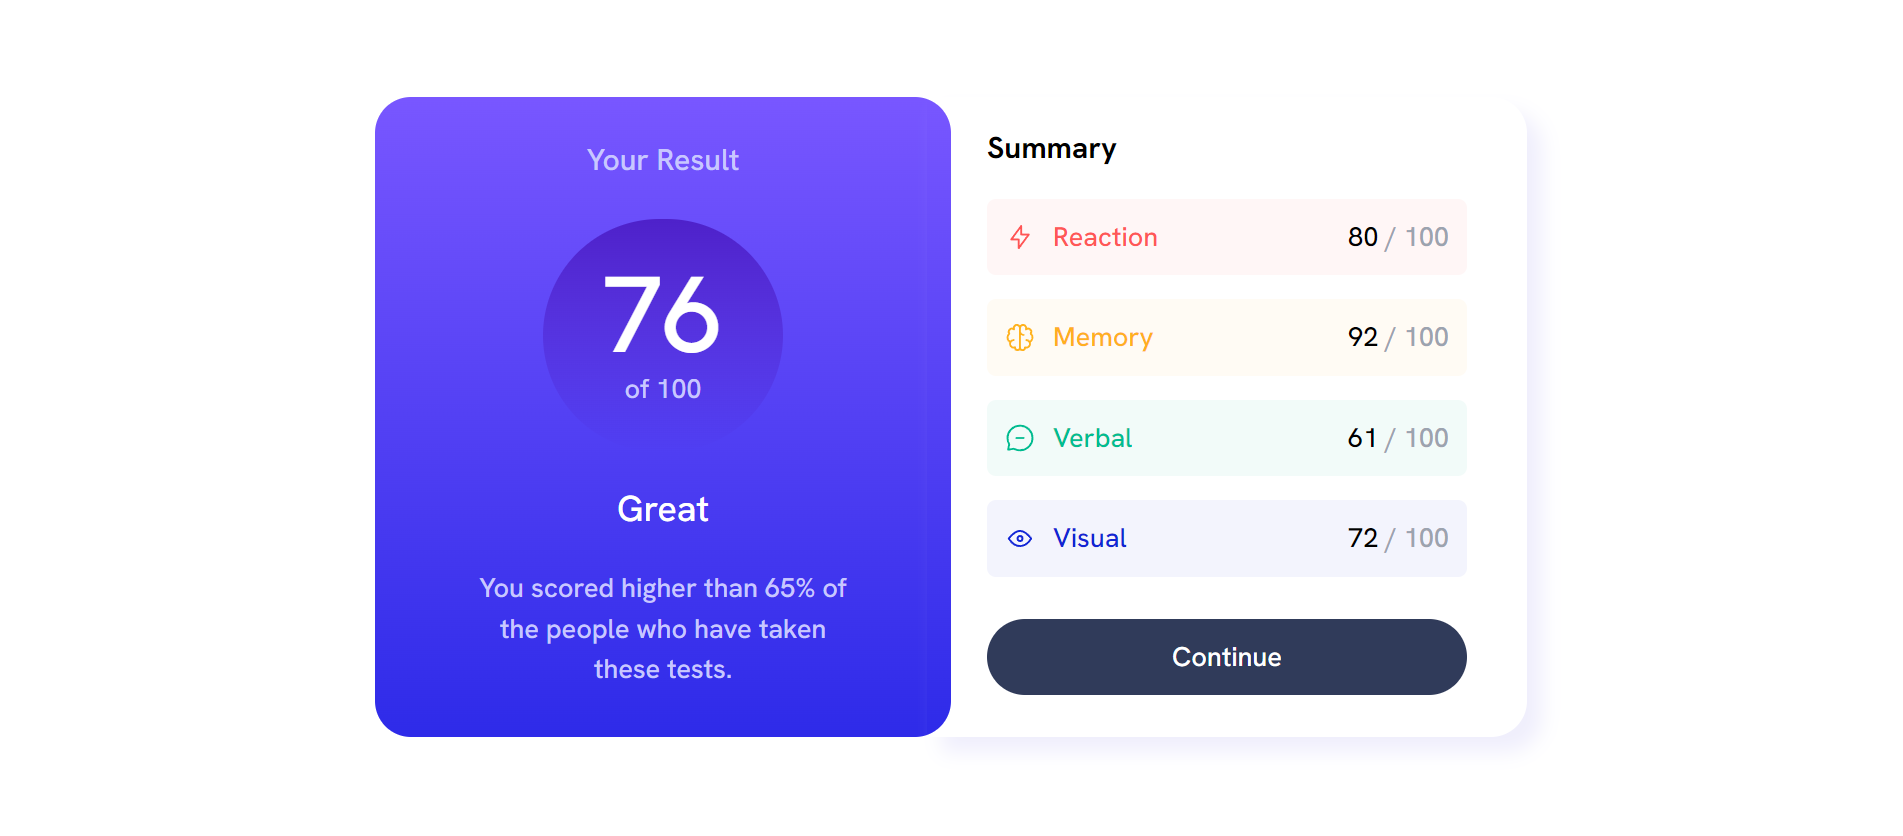 Your Result
76
of 100
Great
You scored higher than 65% of
the people who have taken
these tests.
Summary
Reaction 80 / 100
Memory 92 / 100
Verbal 61 / 100
Visual 72 / 100
Continue